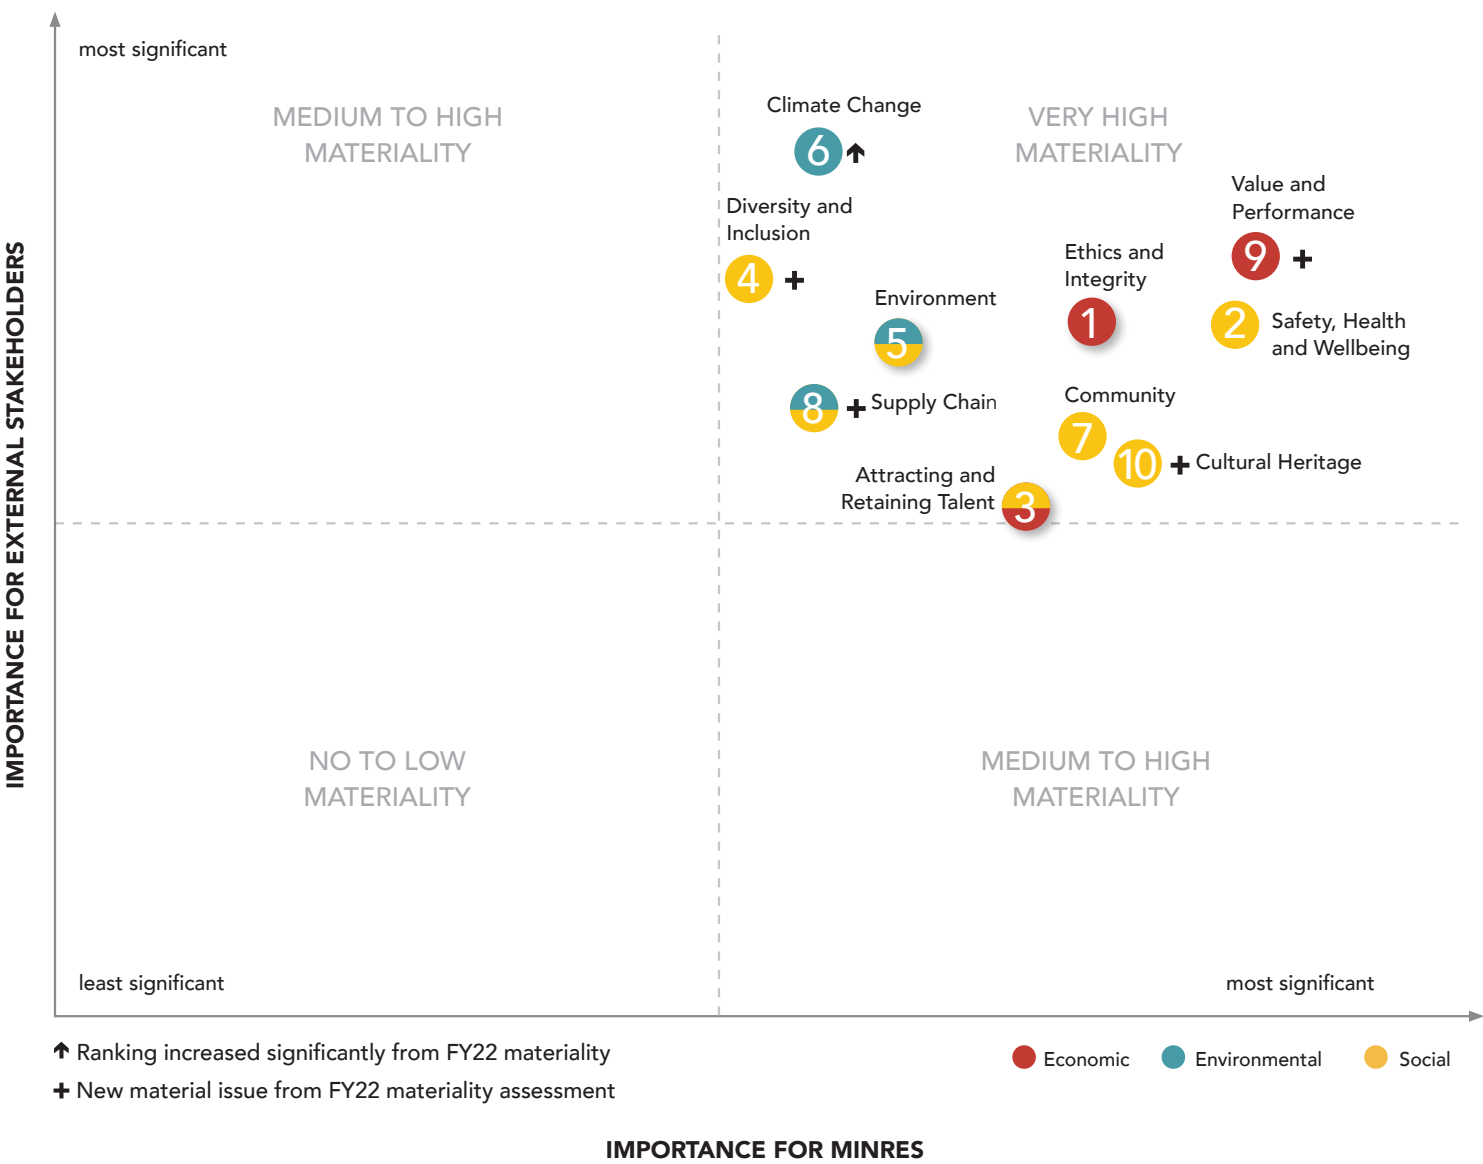 most significant
MEDIUM TO HIGH
MATERIALITY
VERY HIGH
MATERIALITY
Climate Change
6
Value and
Performance
9 +
Diversity and
Inclusion
4 +
Ethics and
Integrity
1
Environment
5
2
Safety, Health
and Wellbeing
8 + Supply Chain
Community
7
10 + Cultural Heritage
Attracting and
Retaining Talent
3
IMPORTANCE FOR EXTERNAL STAKEHOLDERS
NO TO LOW
MATERIALITY
MEDIUM TO HIGH
MATERIALITY
least significant
most significant
Ranking increased significantly from FY22 materiality
+ New material issue from FY22 materiality assessment
Economic
Environmental
Social
IMPORTANCE FOR MINRES